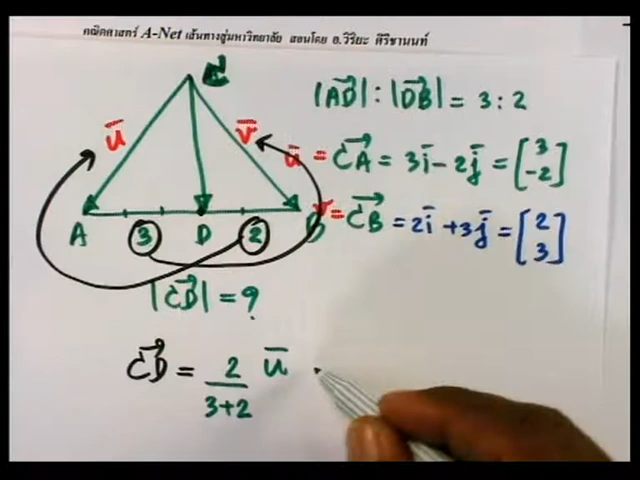 คณิตศาสตร์ A-Net เส้นทางสู่มหาวิทยาลัย สอนโดย อ.วิริยะ ศิริชานนท์
C
|AD| : |DB| = 3 : 2
ū v̄
ū = CA = 3ī - 2j̄ = [3 -2]
v̄ = CB = 2ī + 3j̄ = [2 3]
A 3 D 2 B
|CD| = ?
CD = 2/(3+2) ū